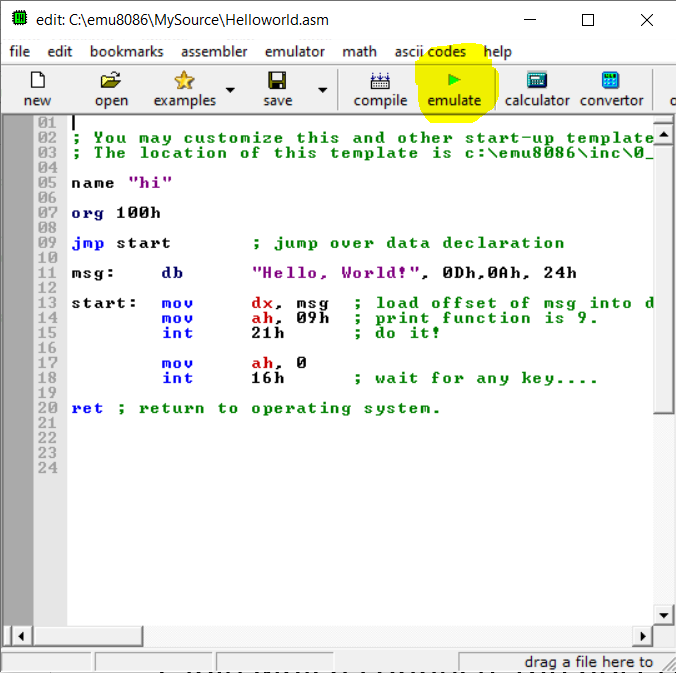 edit: C:\emu8086\MySource\Helloworld.asm
file edit bookmarks assembler emulator math ascii codes help
new open examples save compile emulate calculator convertor
01
02 ; You may customize this and other start-up template
03 ; The location of this template is c:\emu8086\inc\0_
04
05 name "hi"
06
07 org 100h
08
09 jmp start ; jump over data declaration
10
11 msg: db "Hello, World!", 0Dh,0Ah, 24h
12
13 start: mov dx, msg ; load offset of msg into d
14 mov ah, 09h ; print function is 9.
15 int 21h ; do it!
16
17 mov ah, 0
18 int 16h ; wait for any key....
19
20 ret ; return to operating system.
21
22
23
24
drag a file here to